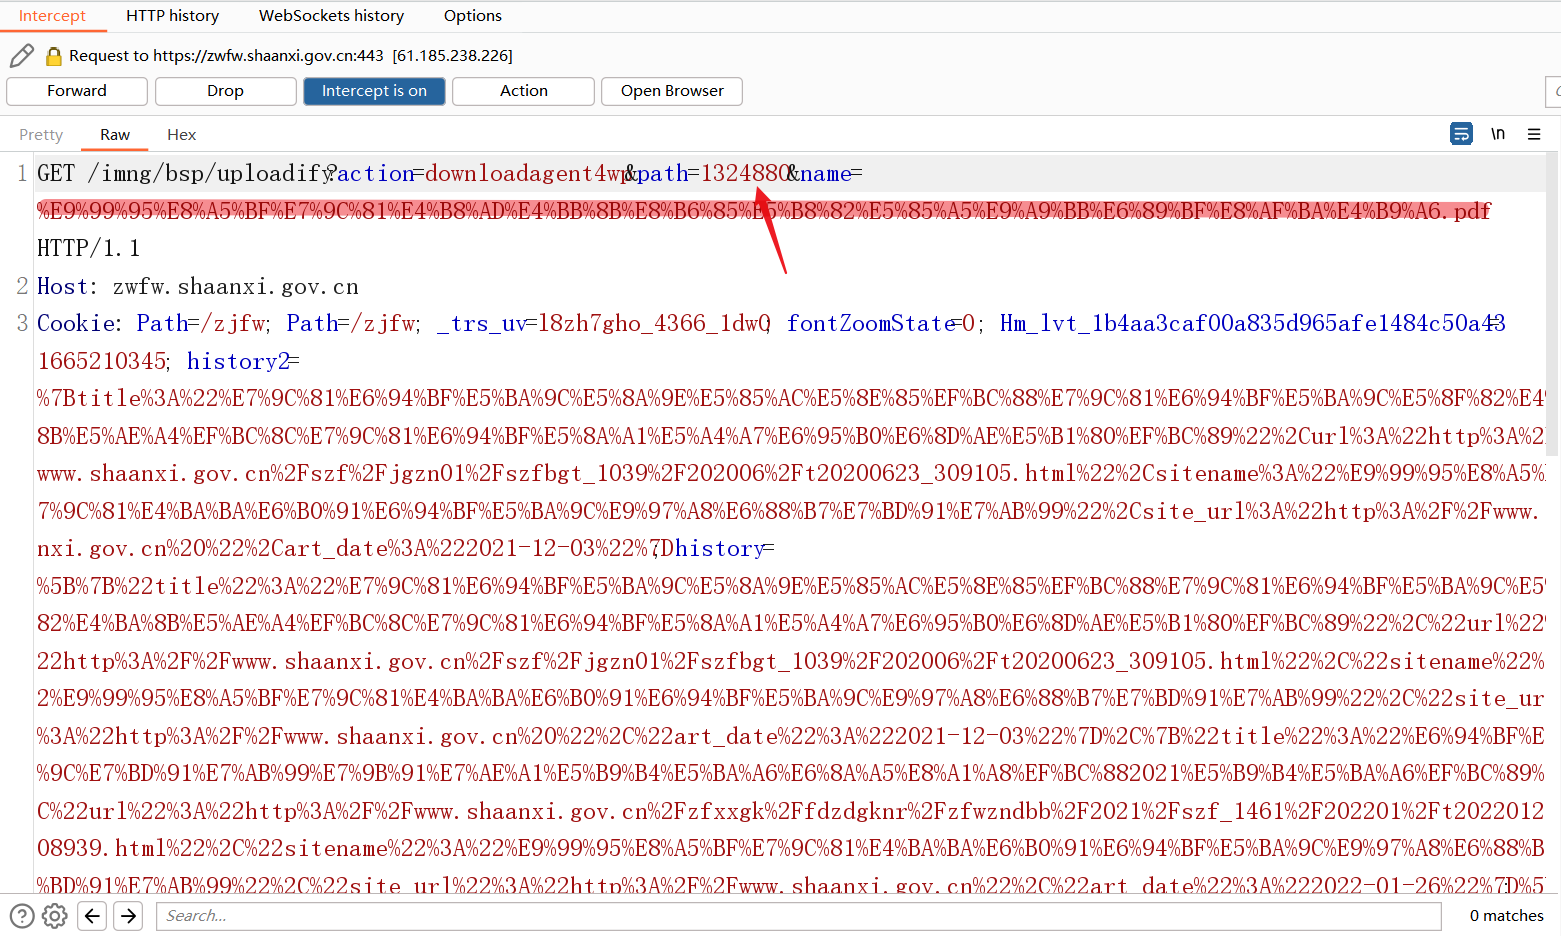 Intercept HTTP history WebSockets history Options
Request to https://zwfw.shaanxi.gov.cn:443 [61.185.238.226]
Forward Drop Intercept is on Action Open Browser
Pretty Raw Hex \n
1 GET /imng/bsp/uploadify?action=downloadagent4wp&path=1324880&name=
%E9%99%95%E8%A5%BF%E7%9C%81%E4%B8%AD%E4%BB%8B%E8%B6%85%E5%B8%82%E5%85%A5%E9%A9%BB%E6%89%BF%E8%AF%BA%E4%B9%A6.pdf
HTTP/1.1
2 Host: zwfw.shaanxi.gov.cn
3 Cookie: Path=/zjfw; Path=/zjfw; _trs_uv=l8zh7gho_4366_1dw0; fontZoomState=0; Hm_lvt_1b4aa3caf00a835d965afe1484c50a43=
1665210345; history2=
%7Btitle%3A%22%E7%9C%81%E6%94%BF%E5%BA%9C%E5%8A%9E%E5%85%AC%E5%8E%85%EF%BC%88%E7%9C%81%E6%94%BF%E5%BA%9C%E5%8F%82%E4%
8B%E5%AE%A4%EF%BC%8C%E7%9C%81%E6%94%BF%E5%8A%A1%E5%A4%A7%E6%95%B0%E6%8D%AE%E5%B1%80%EF%BC%89%22%2Curl%3A%22http%3A%2
www.shaanxi.gov.cn%2Fszf%2Fjgzn01%2Fszfbgt_1039%2F202006%2Ft20200623_309105.html%22%2Csitename%3A%22%E9%99%95%E8%A5%
7%9C%81%E4%BA%BA%E6%B0%91%E6%94%BF%E5%BA%9C%E9%97%A8%E6%88%B7%E7%BD%91%E7%AB%99%22%2Csite_url%3A%22http%3A%2F%2Fwww.
nxi.gov.cn%20%22%2Cart_date%3A%222021-12-03%22%7D;history=
%5B%7B%22title%22%3A%22%E7%9C%81%E6%94%BF%E5%BA%9C%E5%8A%9E%E5%85%AC%E5%8E%85%EF%BC%88%E7%9C%81%E6%94%BF%E5%BA%9C%E5%
82%E4%BA%8B%E5%AE%A4%EF%BC%8C%E7%9C%81%E6%94%BF%E5%8A%A1%E5%A4%A7%E6%95%B0%E6%8D%AE%E5%B1%80%EF%BC%89%22%2C%22url%22
22http%3A%2F%2Fwww.shaanxi.gov.cn%2Fszf%2Fjgzn01%2Fszfbgt_1039%2F202006%2Ft20200623_309105.html%22%2C%22sitename%22%
2%E9%99%95%E8%A5%BF%E7%9C%81%E4%BA%BA%E6%B0%91%E6%94%BF%E5%BA%9C%E9%97%A8%E6%88%B7%E7%BD%91%E7%AB%99%22%2C%22site_ur
%3A%22http%3A%2F%2Fwww.shaanxi.gov.cn%20%22%2C%22art_date%22%3A%222021-12-03%22%7D%2C%7B%22title%22%3A%22%E6%94%BF%E
%9C%E7%BD%91%E7%AB%99%E7%9B%91%E7%AE%A1%E5%B9%B4%E5%BA%A6%E6%8A%A5%E8%A1%A8%EF%BC%882021%E5%B9%B4%E5%BA%A6%EF%BC%89%
C%22url%22%3A%22http%3A%2F%2Fwww.shaanxi.gov.cn%2Fzfxxgk%2Ffdzdgknr%2Fzfwzndbb%2F2021%2Fszf_1461%2F202201%2Ft2022012
08939.html%22%2C%22sitename%22%3A%22%E9%99%95%E8%A5%BF%E7%9C%81%E4%BA%BA%E6%B0%91%E6%94%BF%E5%BA%9C%E9%97%A8%E6%88%B
%BD%91%E7%AB%99%22%2C%22site_url%22%3A%22http%3A%2F%2Fwww.shaanxi.gov.cn%22%2C%22art_date%22%3A%222022-01-26%22%7D%5
Search... 0 matches